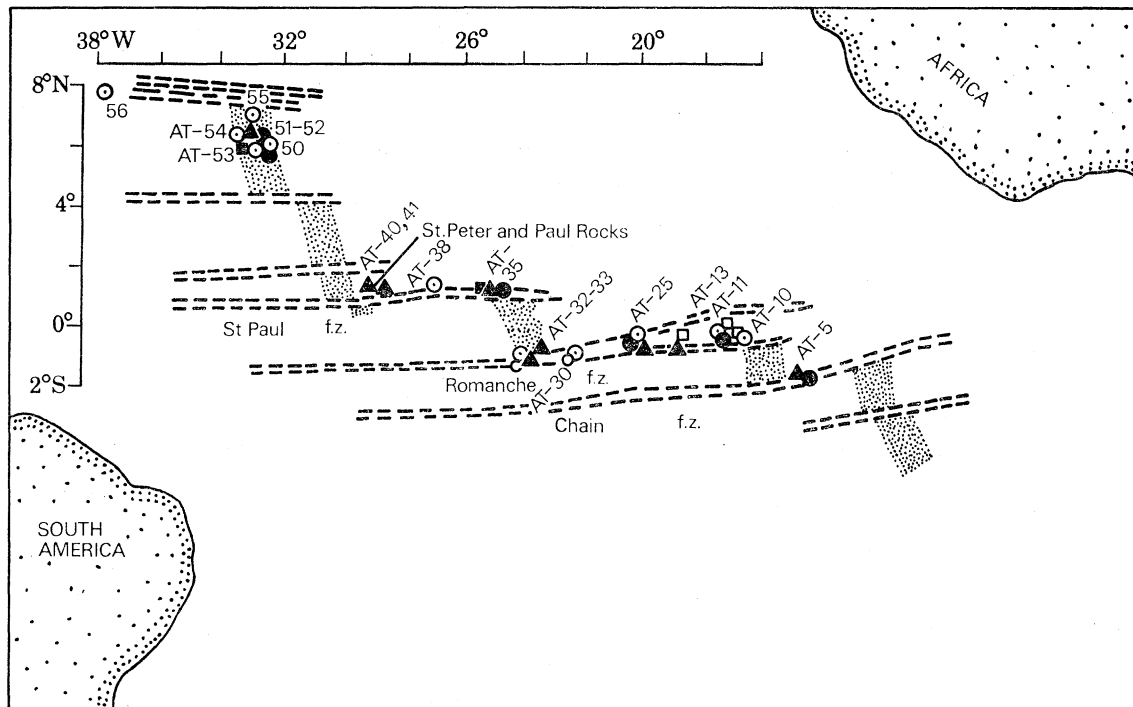 38°W 32° 26° 20°
AFRICA
8°N
56
55
AT-54
51-52
AT-53
50
4°
AT-40,41
St. Peter and Paul Rocks
AT-38
AT-35
AT-32-33
AT-25
AT-13
AT-11
AT-10
0°
St Paul f.z.
AT-5
2°S
Romanche f.z.
AT-30
Chain f.z.
SOUTH
AMERICA